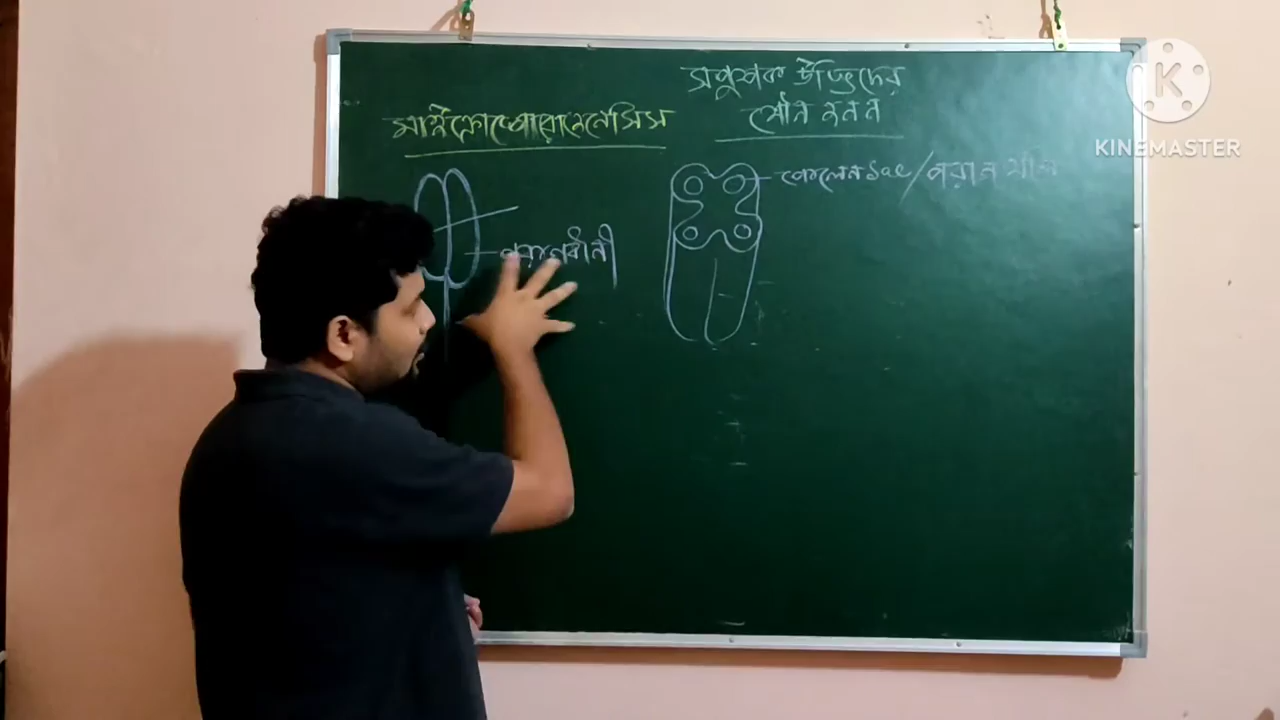 সপুষ্পক উদ্ভিদের
যৌন জনন
মাইক্রোস্পোরোজেনেসিস
পোলেন Sac/পরাগ থলি
পরাগধানী
KINEMASTER